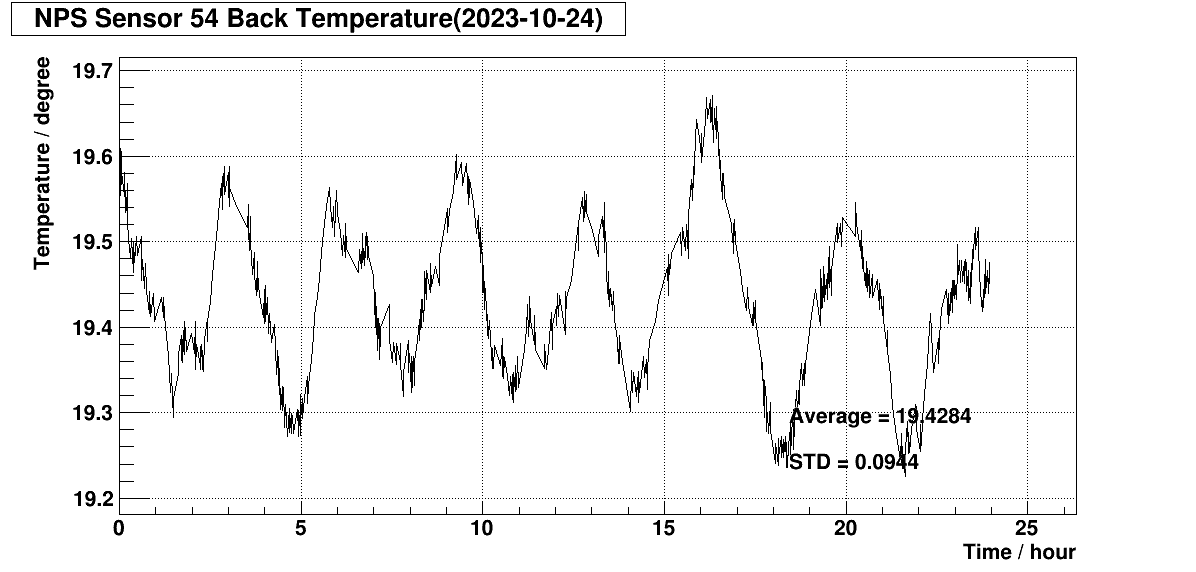 NPS Sensor 54 Back Temperature(2023-10-24)
Temperature / degree
19.7
19.6
19.5
19.4
19.3
19.2
Average = 19.4284
STD = 0.0944
0 5 10 15 20 25
Time / hour